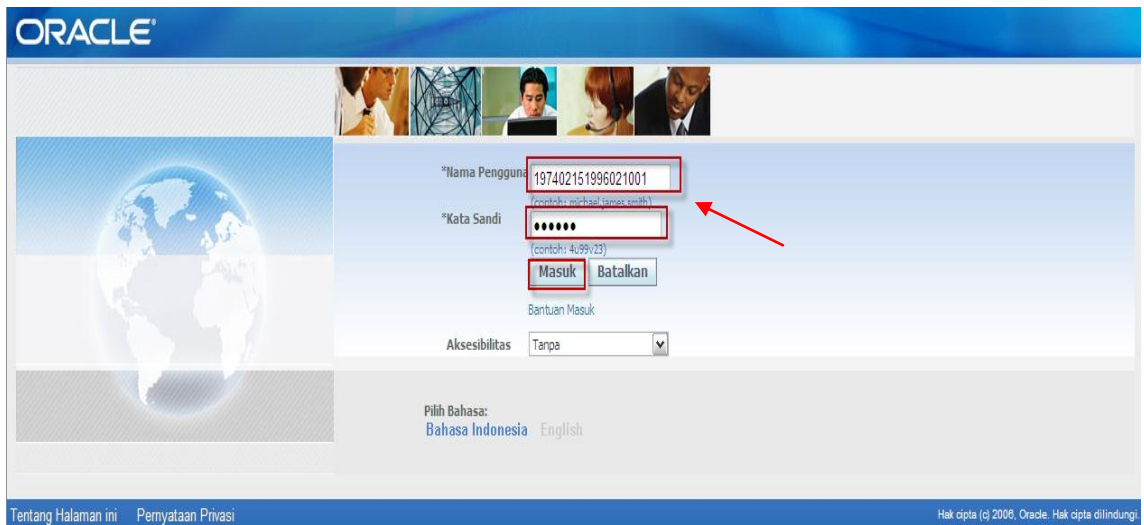 ORACLE®
*Nama Pengguna
197402151996021001
(contoh: michael.james.smith)
*Kata Sandi
••••••
(contoh: 4u99v23)
Masuk Batalkan
Bantuan Masuk
Aksesibilitas Tanpa
Pilih Bahasa:
Bahasa Indonesia English
Tentang Halaman ini Pernyataan Privasi Hak cipta (c) 2006, Oracle. Hak cipta dilindungi.